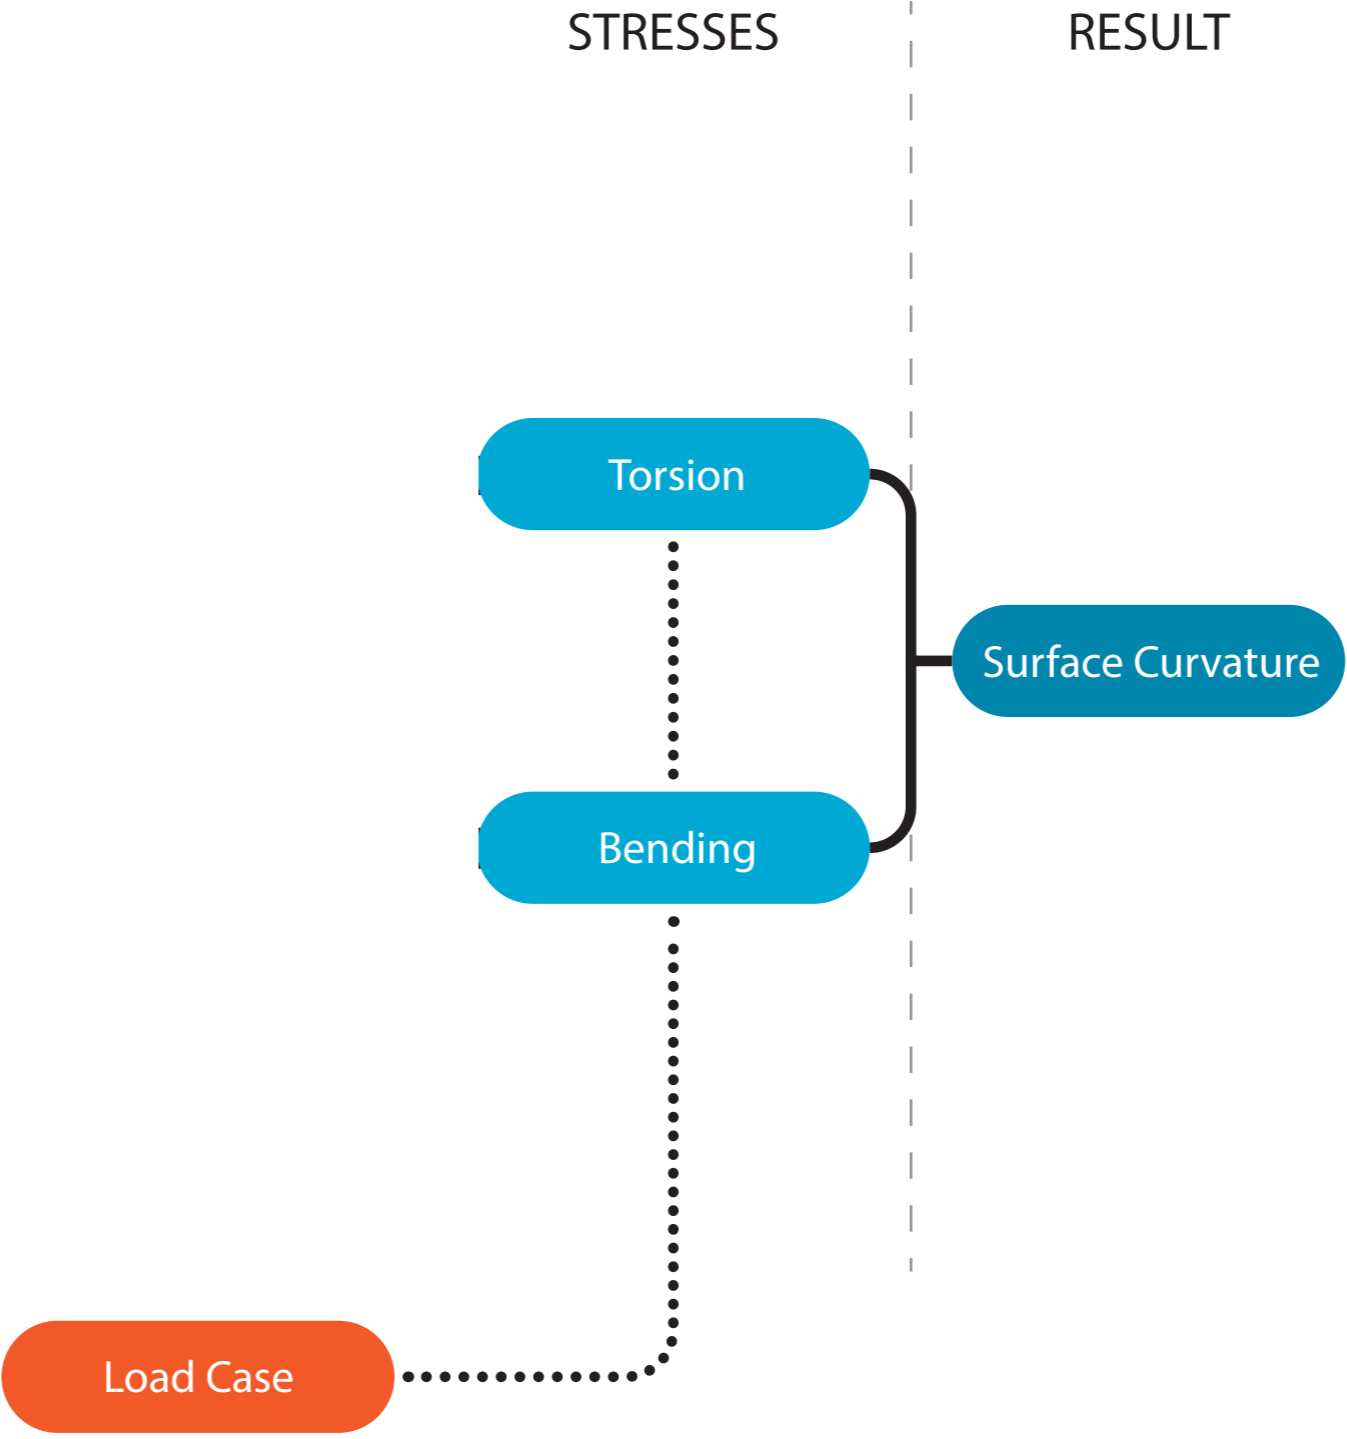 STRESSES
RESULT
Torsion
Surface Curvature
Bending
Load Case